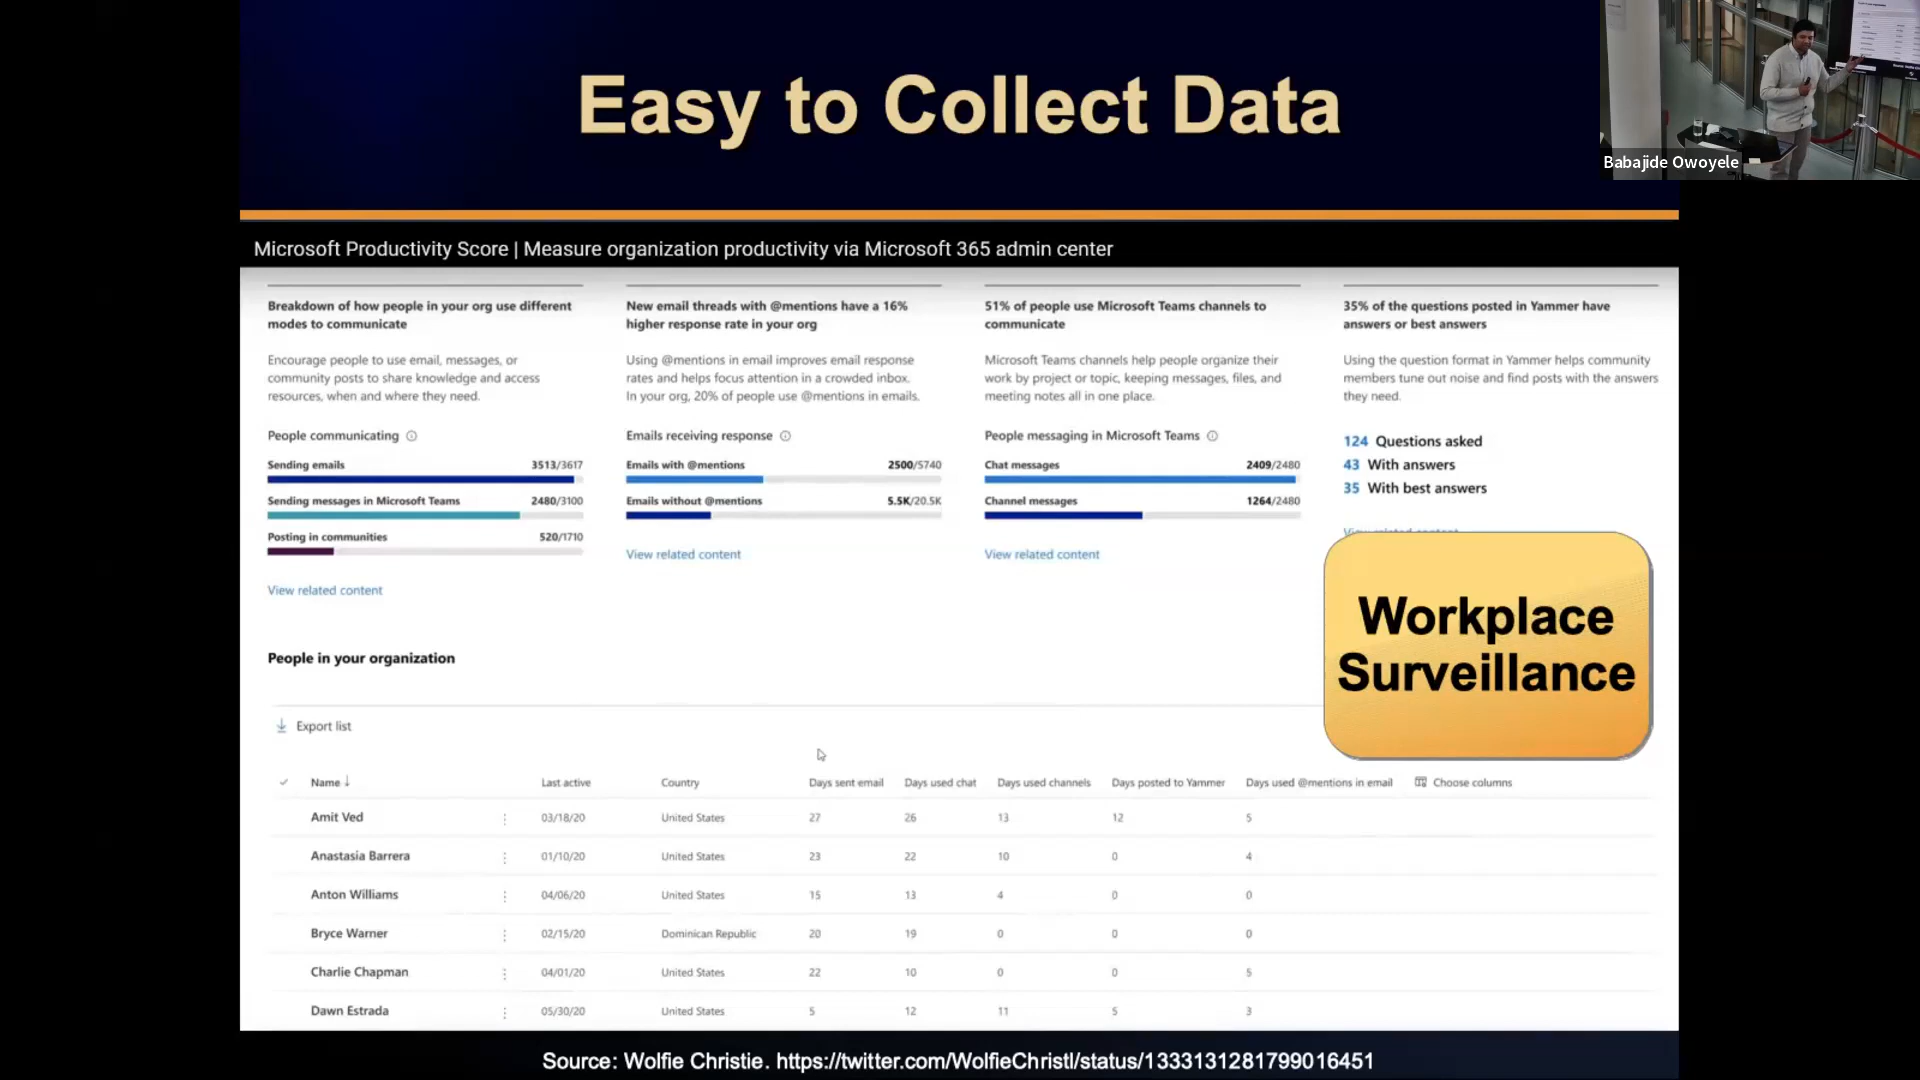 Easy to Collect Data
Babajide Owoyele
Microsoft Productivity Score | Measure organization productivity via Microsoft 365 admin center
Breakdown of how people in your org use different
modes to communicate
Encourage people to use email, messages, or
community posts to share knowledge and access
resources, when and where they need.
People communicating
Sending emails 3513/3617
Sending messages in Microsoft Teams 2480/3100
Posting in communities 520/1710
View related content
New email threads with @mentions have a 16%
higher response rate in your org
Using @mentions in email improves email response
rates and helps focus attention in a crowded inbox.
In your org, 20% of people use @mentions in emails.
Emails receiving response
Emails with @mentions 2500/5740
Emails without @mentions 5.5K/20.5K
View related content
51% of people use Microsoft Teams channels to
communicate
Microsoft Teams channels help people organize their
work by project or topic, keeping messages, files, and
meeting notes all in one place.
People messaging in Microsoft Teams
Chat messages 2409/2480
Channel messages 1264/2480
View related content
35% of the questions posted in Yammer have
answers or best answers
Using the question format in Yammer helps community
members tune out noise and find posts with the answers
they need.
124 Questions asked
43 With answers
35 With best answers
View related content
Workplace
Surveillance
People in your organization
Export list
Name Last active Country Days sent email Days used chat Days used channels Days posted to Yammer Days used @mentions in email Choose columns
Amit Ved 03/18/20 United States 27 26 13 12 5
Anastasia Barrera 01/10/20 United States 23 22 10 0 4
Anton Williams 04/06/20 United States 15 13 4 0 0
Bryce Warner 02/15/20 Dominican Republic 20 19 0 0 0
Charlie Chapman 04/01/20 United States 22 10 0 0 5
Dawn Estrada 05/30/20 United States 5 12 11 5 3
Source: Wolfie Christie. https://twitter.com/WolfieChristl/status/1333131281799016451